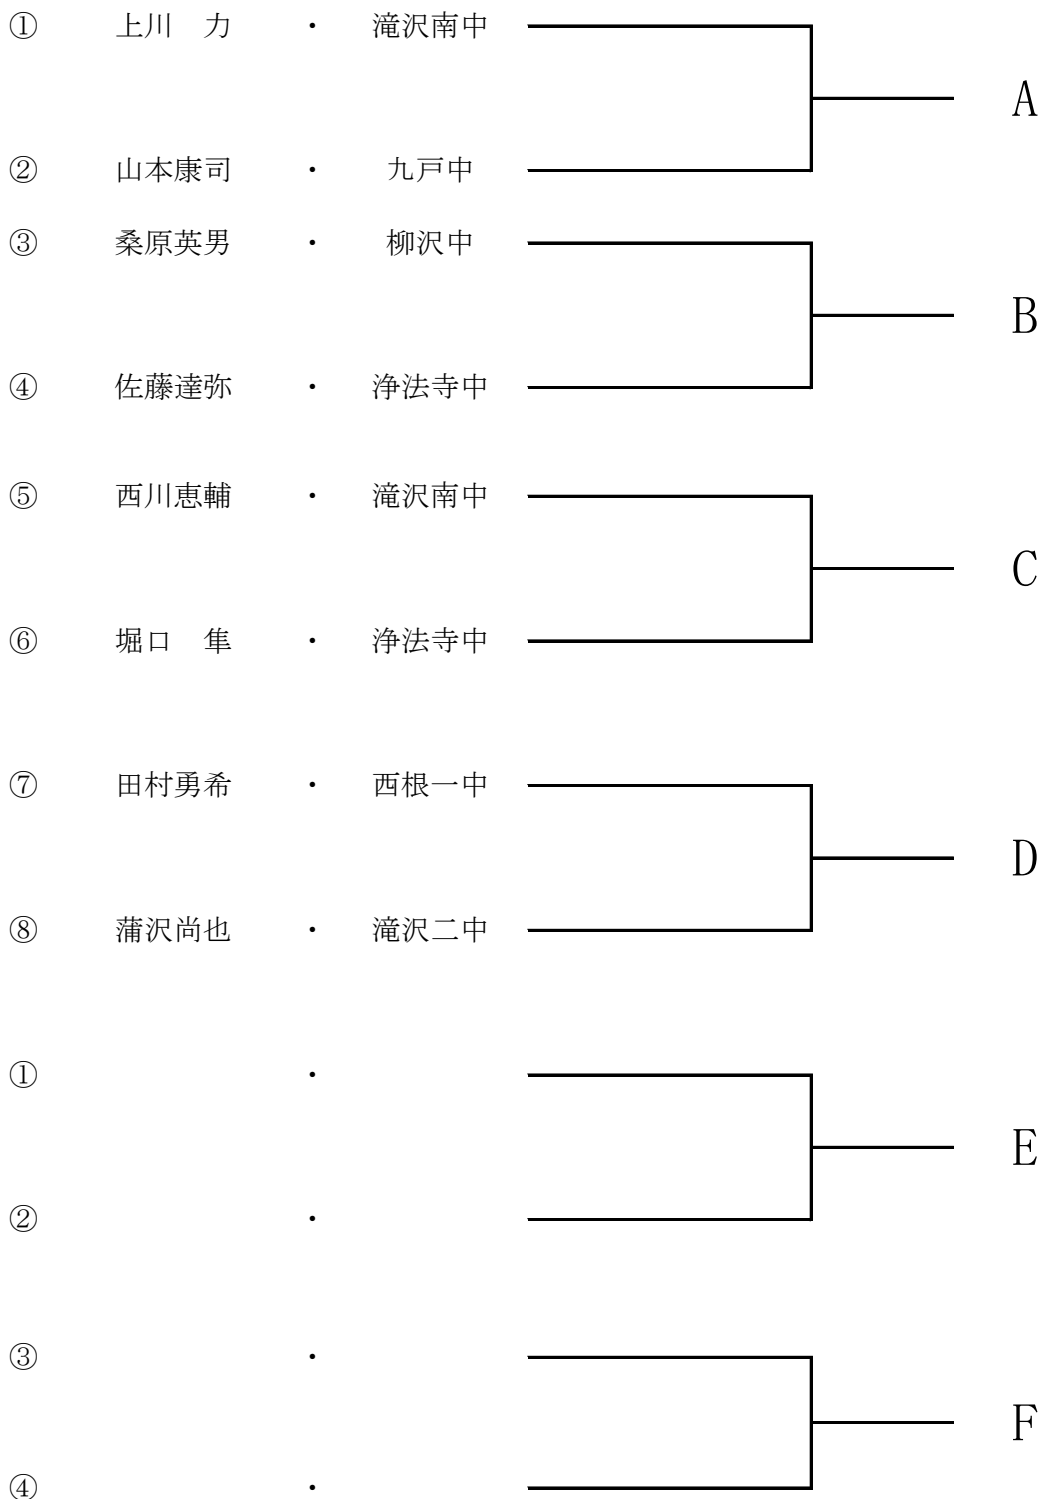 ① 上川　力 ・ 滝沢南中
A
② 山本康司 ・ 九戸中
③ 桑原英男 ・ 柳沢中
B
④ 佐藤達弥 ・ 浄法寺中
⑤ 西川恵輔 ・ 滝沢南中
C
⑥ 堀口　隼 ・ 浄法寺中
⑦ 田村勇希 ・ 西根一中
D
⑧ 蒲沢尚也 ・ 滝沢二中
① ・
E
② ・
③ ・
F
④ ・